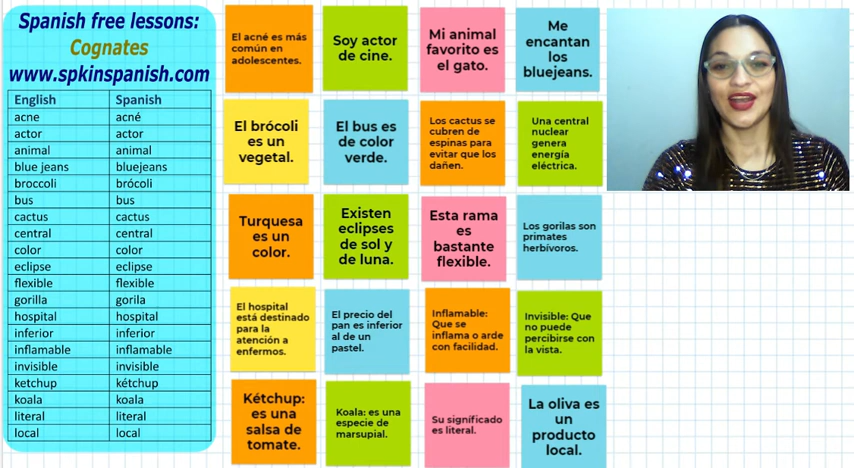 Spanish free lessons:
Cognates
www.spkinspanish.com
English Spanish
acne acné
actor actor
animal animal
blue jeans bluejeans
broccoli brócoli
bus bus
cactus cactus
central central
color color
eclipse eclipse
flexible flexible
gorilla gorila
hospital hospital
inferior inferior
inflamable inflamable
invisible invisible
ketchup kétchup
koala koala
literal literal
local local
El acné es más
común en
adolescentes.
Soy actor
de cine.
Mi animal
favorito es
el gato.
Me
encantan
los
bluejeans.
El brócoli
es un
vegetal.
El bus es
de color
verde.
Los cactus se
cubren de
espinas para
evitar que los
dañen.
Una central
nuclear
genera
energía
eléctrica.
Turquesa
es un
color.
Existen
eclipses
de sol y
de luna.
Esta rama
es
bastante
flexible.
Los gorilas son
primates
herbívoros.
El hospital
está destinado
para la
atención a
enfermos.
El precio del
pan es inferior
al de un
pastel.
Inflamable:
Que se
inflama o arde
con facilidad.
Invisible: Que
no puede
percibirse con
la vista.
Kétchup:
es una
salsa de
tomate.
Koala: es una
especie de
marsupial.
Su significado
es literal.
La oliva es
un
producto
local.